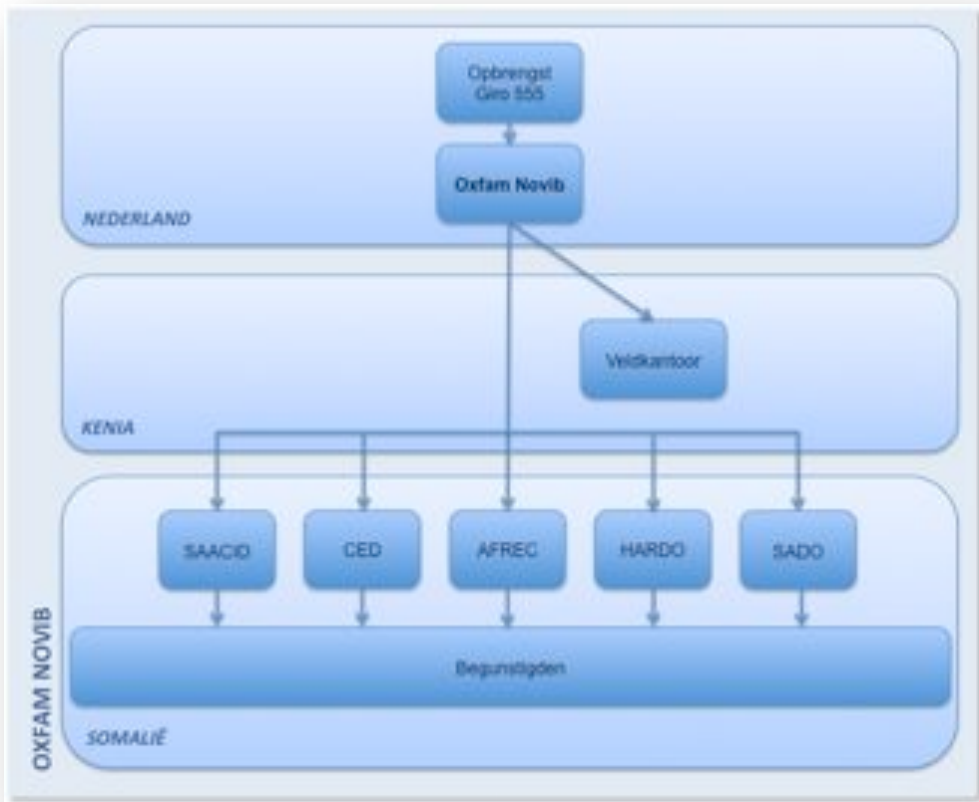 Opbrengst
Giro 555
Oxfam Novib
NEDERLAND
Veldkantoor
KENIA
SAACID
CED
AFREC
HARDO
SADO
Begunstigden
SOMALIË
OXFAM NOVIB